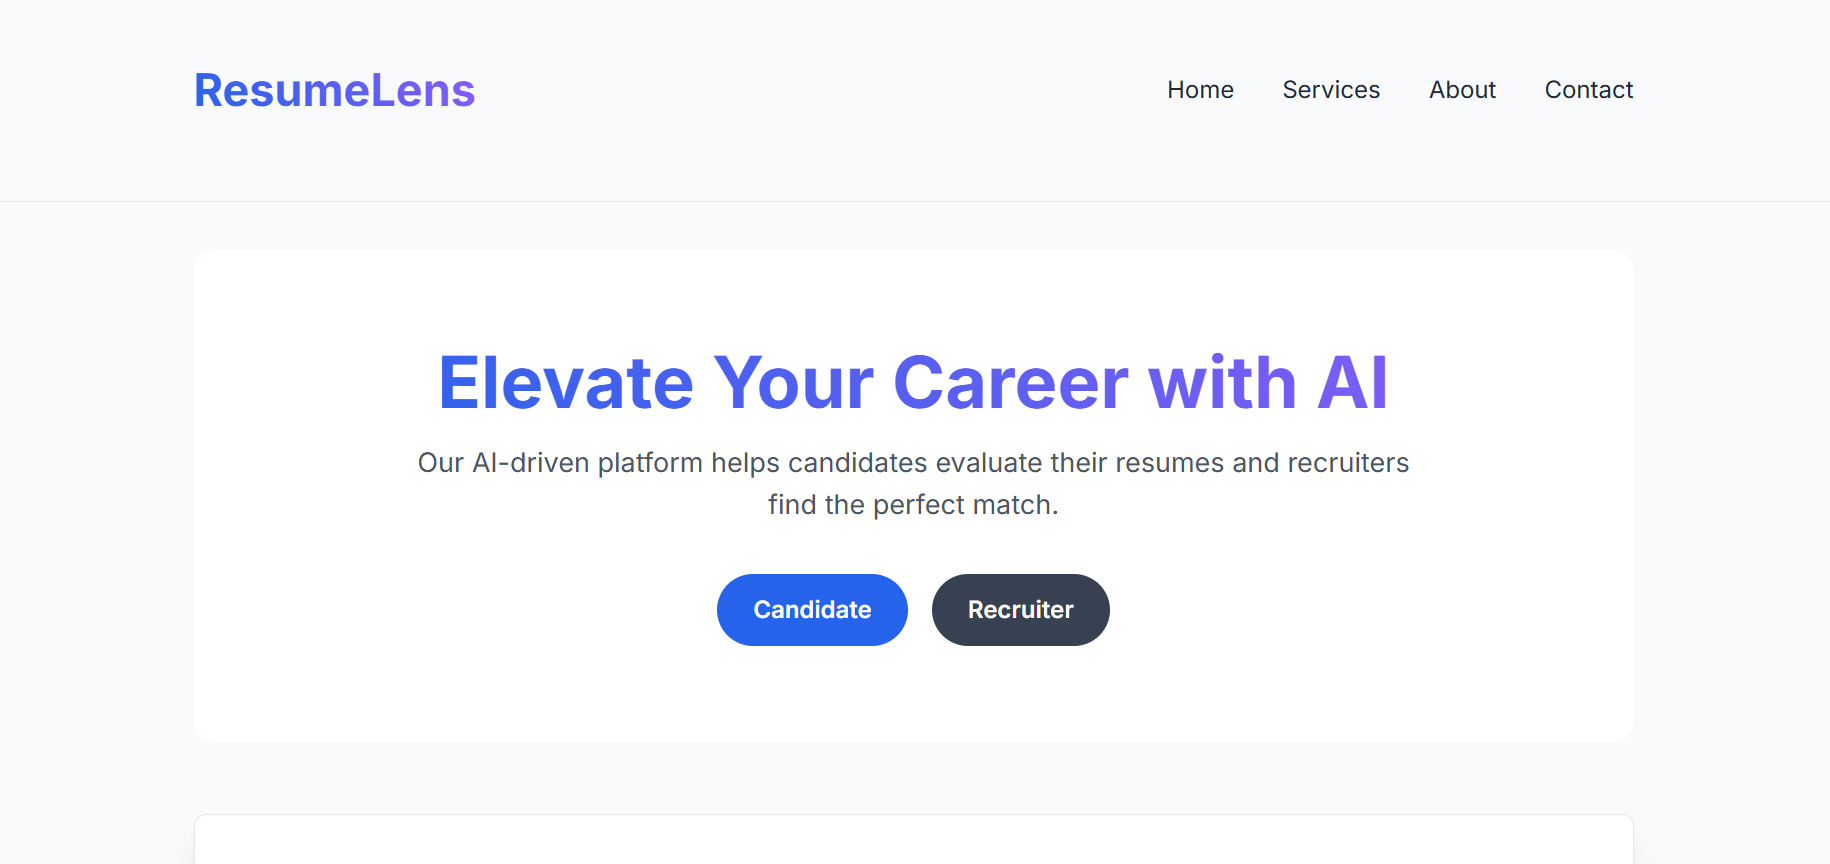 ResumeLens
Home Services About Contact
Elevate Your Career with AI
Our AI-driven platform helps candidates evaluate their resumes and recruiters
find the perfect match.
Candidate Recruiter